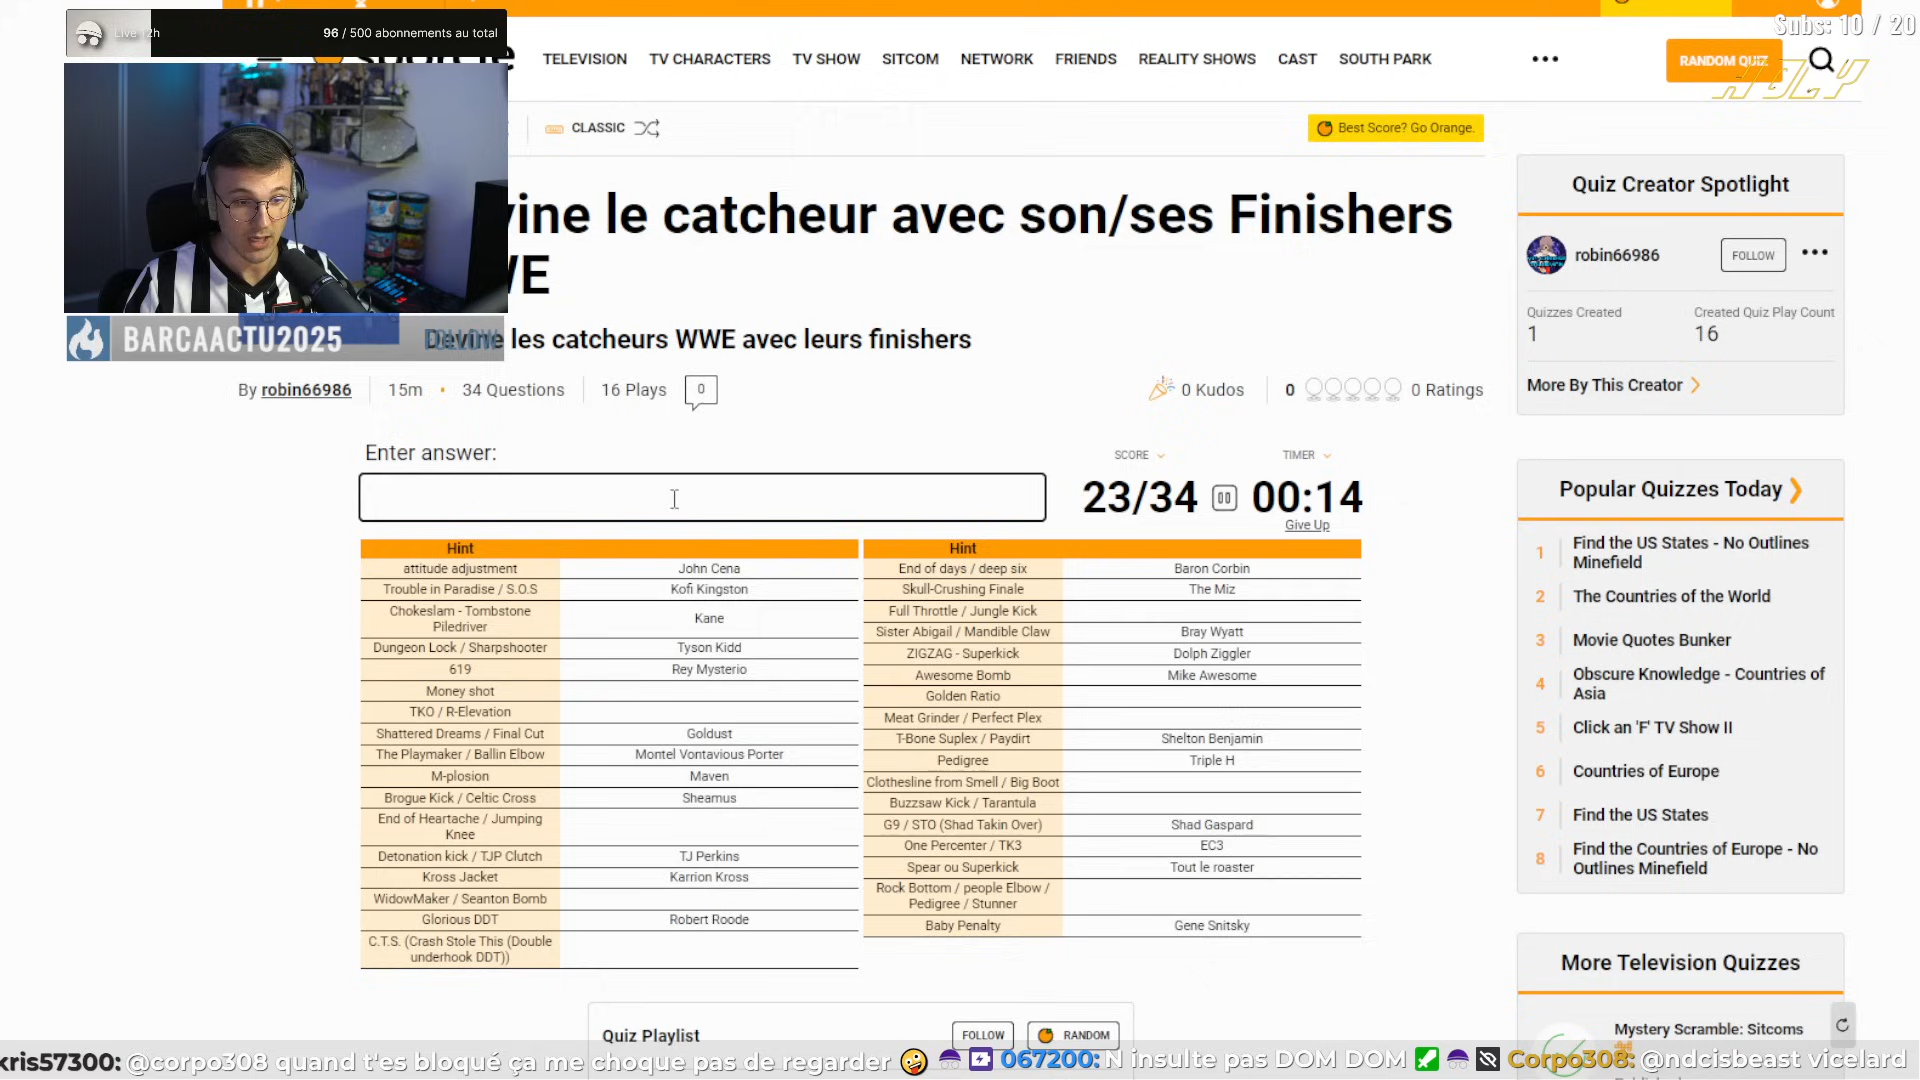 Live 12h
96 / 500 abonnements au total
Subs: 10 / 20
TELEVISION TV CHARACTERS TV SHOW SITCOM NETWORK FRIENDS REALITY SHOWS CAST SOUTH PARK
RANDOM QUIZ
HOLY
CLASSIC
Best Score? Go Orange.
vine le catcheur avec son/ses Finishers
WE
BARCAACTU2025
FOLLOW
Devine les catcheurs WWE avec leurs finishers
By robin66986 15m • 34 Questions 16 Plays 0
0 Kudos 0 0 Ratings
Enter answer:
SCORE TIMER
23/34 00:14
Give Up
Hint
attitude adjustment John Cena
Trouble in Paradise / S.O.S Kofi Kingston
Chokeslam - Tombstone
Piledriver Kane
Dungeon Lock / Sharpshooter Tyson Kidd
619 Rey Mysterio
Money shot
TKO / R-Elevation
Shattered Dreams / Final Cut Goldust
The Playmaker / Ballin Elbow Montel Vontavious Porter
M-plosion Maven
Brogue Kick / Celtic Cross Sheamus
End of Heartache / Jumping
Knee
Detonation kick / TJP Clutch TJ Perkins
Kross Jacket Karrion Kross
WidowMaker / Seanton Bomb
Glorious DDT Robert Roode
C.T.S. (Crash Stole This (Double
underhook DDT))
Hint
End of days / deep six Baron Corbin
Skull-Crushing Finale The Miz
Full Throttle / Jungle Kick
Sister Abigail / Mandible Claw Bray Wyatt
ZIGZAG - Superkick Dolph Ziggler
Awesome Bomb Mike Awesome
Golden Ratio
Meat Grinder / Perfect Plex
T-Bone Suplex / Paydirt Shelton Benjamin
Pedigree Triple H
Clothesline from Smell / Big Boot
Buzzsaw Kick / Tarantula
G9 / STO (Shad Takin Over) Shad Gaspard
One Percenter / TK3 EC3
Spear ou Superkick Tout le roaster
Rock Bottom / people Elbow /
Pedigree / Stunner
Baby Penalty Gene Snitsky
Quiz Creator Spotlight
robin66986 FOLLOW
Quizzes Created Created Quiz Play Count
1 16
More By This Creator
Popular Quizzes Today
1 Find the US States - No Outlines
Minefield
2 The Countries of the World
3 Movie Quotes Bunker
4 Obscure Knowledge - Countries of
Asia
5 Click an 'F' TV Show II
6 Countries of Europe
7 Find the US States
8 Find the Countries of Europe - No
Outlines Minefield
More Television Quizzes
Mystery Scramble: Sitcoms
Quiz Playlist FOLLOW RANDOM
kris57300: @corpo308 quand t'es bloqué ça me choque pas de regarder 067200: N insulte pas DOM DOM Corpo308: @ndcisbeast vicelard